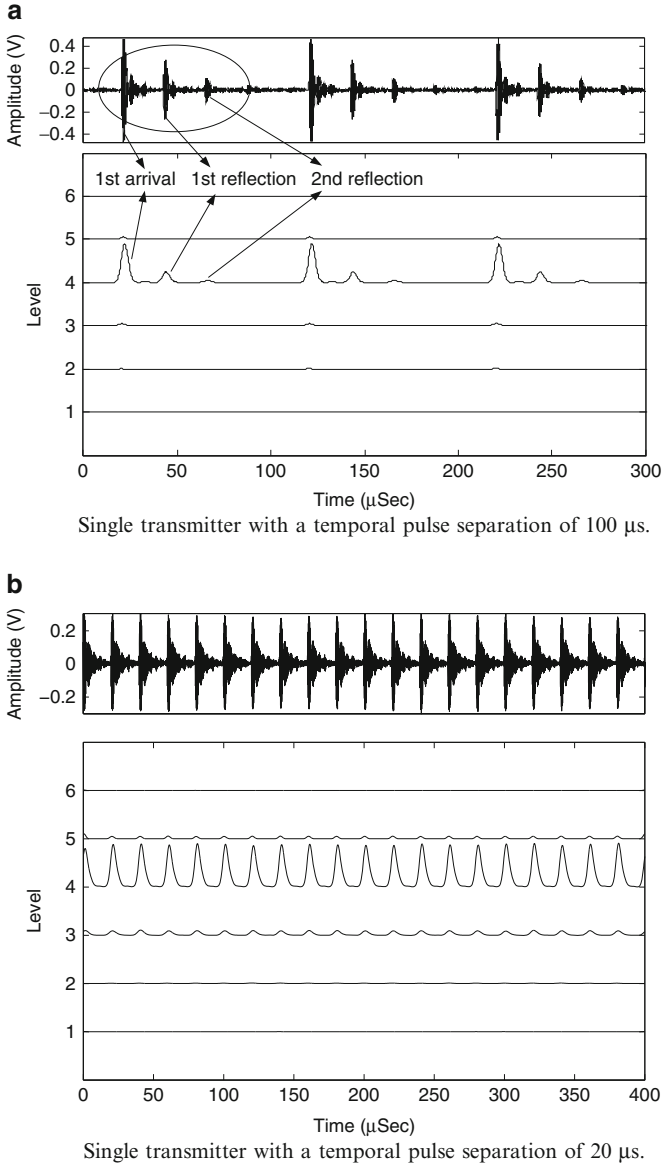 a
Amplitude (V)
0.4
0.2
0
−0.2
−0.4
1st arrival 1st reflection 2nd reflection
Level
6
5
4
3
2
1
0 50 100 150 200 250 300
Time (μSec)
Single transmitter with a temporal pulse separation of 100 μs.
b
Amplitude (V)
0.2
0
−0.2
Level
6
5
4
3
2
1
0 50 100 150 200 250 300 350 400
Time (μSec)
Single transmitter with a temporal pulse separation of 20 μs.